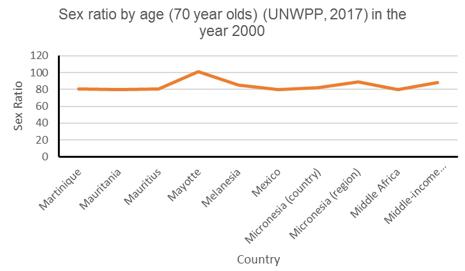 Sex ratio by age (70 year olds) (UNWPP, 2017) in the
year 2000
120
100
80
60
40
20
0
Sex Ratio
Martinique
Mauritania
Mauritius
Mayotte
Melanesia
Mexico
Micronesia (country)
Micronesia (region)
Middle Africa
Middle-income...
Country